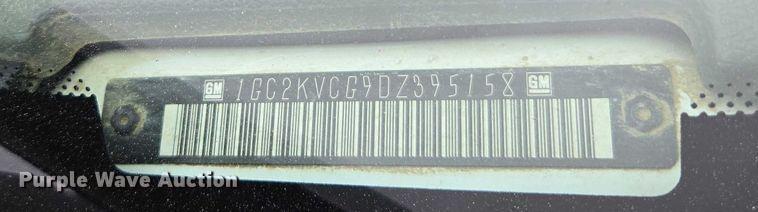 GM 1GC2KVCG9DZ395158 GM
Purple Wave Auction